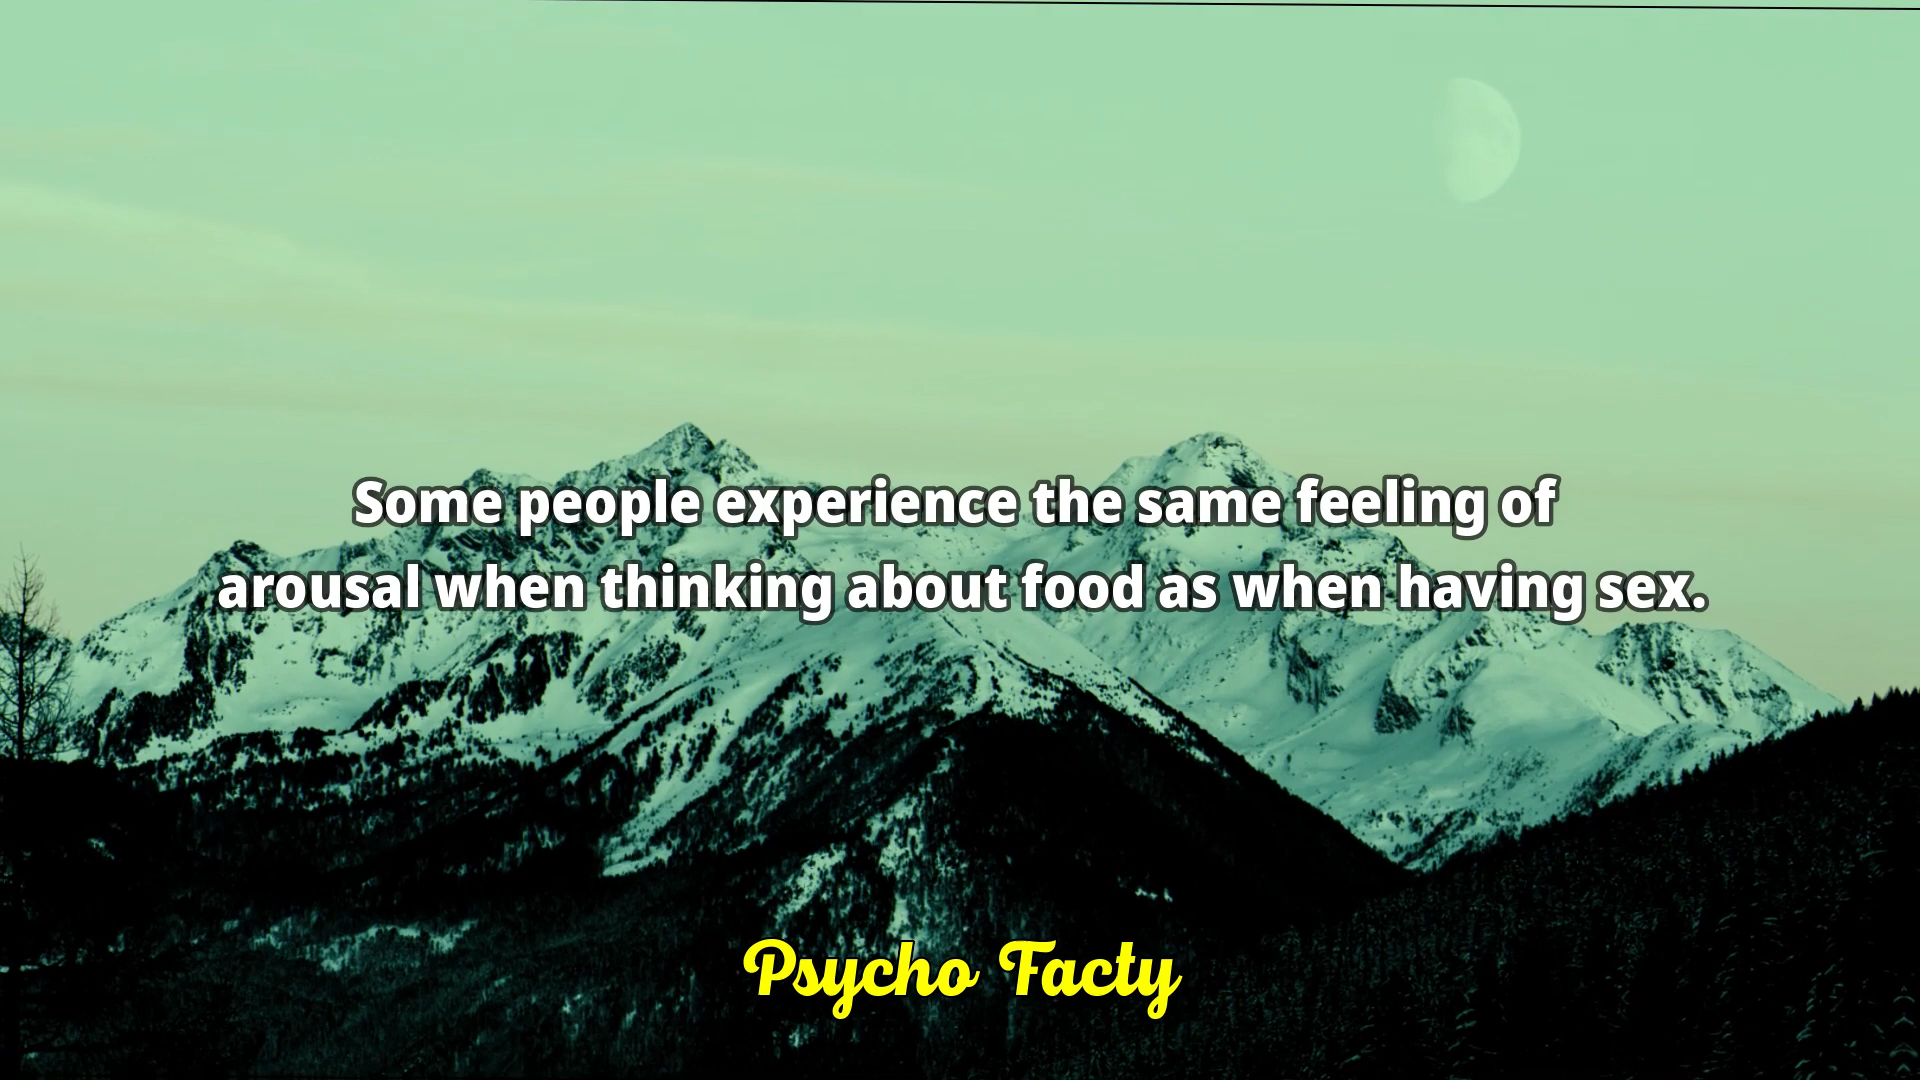 Some people experience the same feeling of
arousal when thinking about food as when having sex.
Psycho Facty